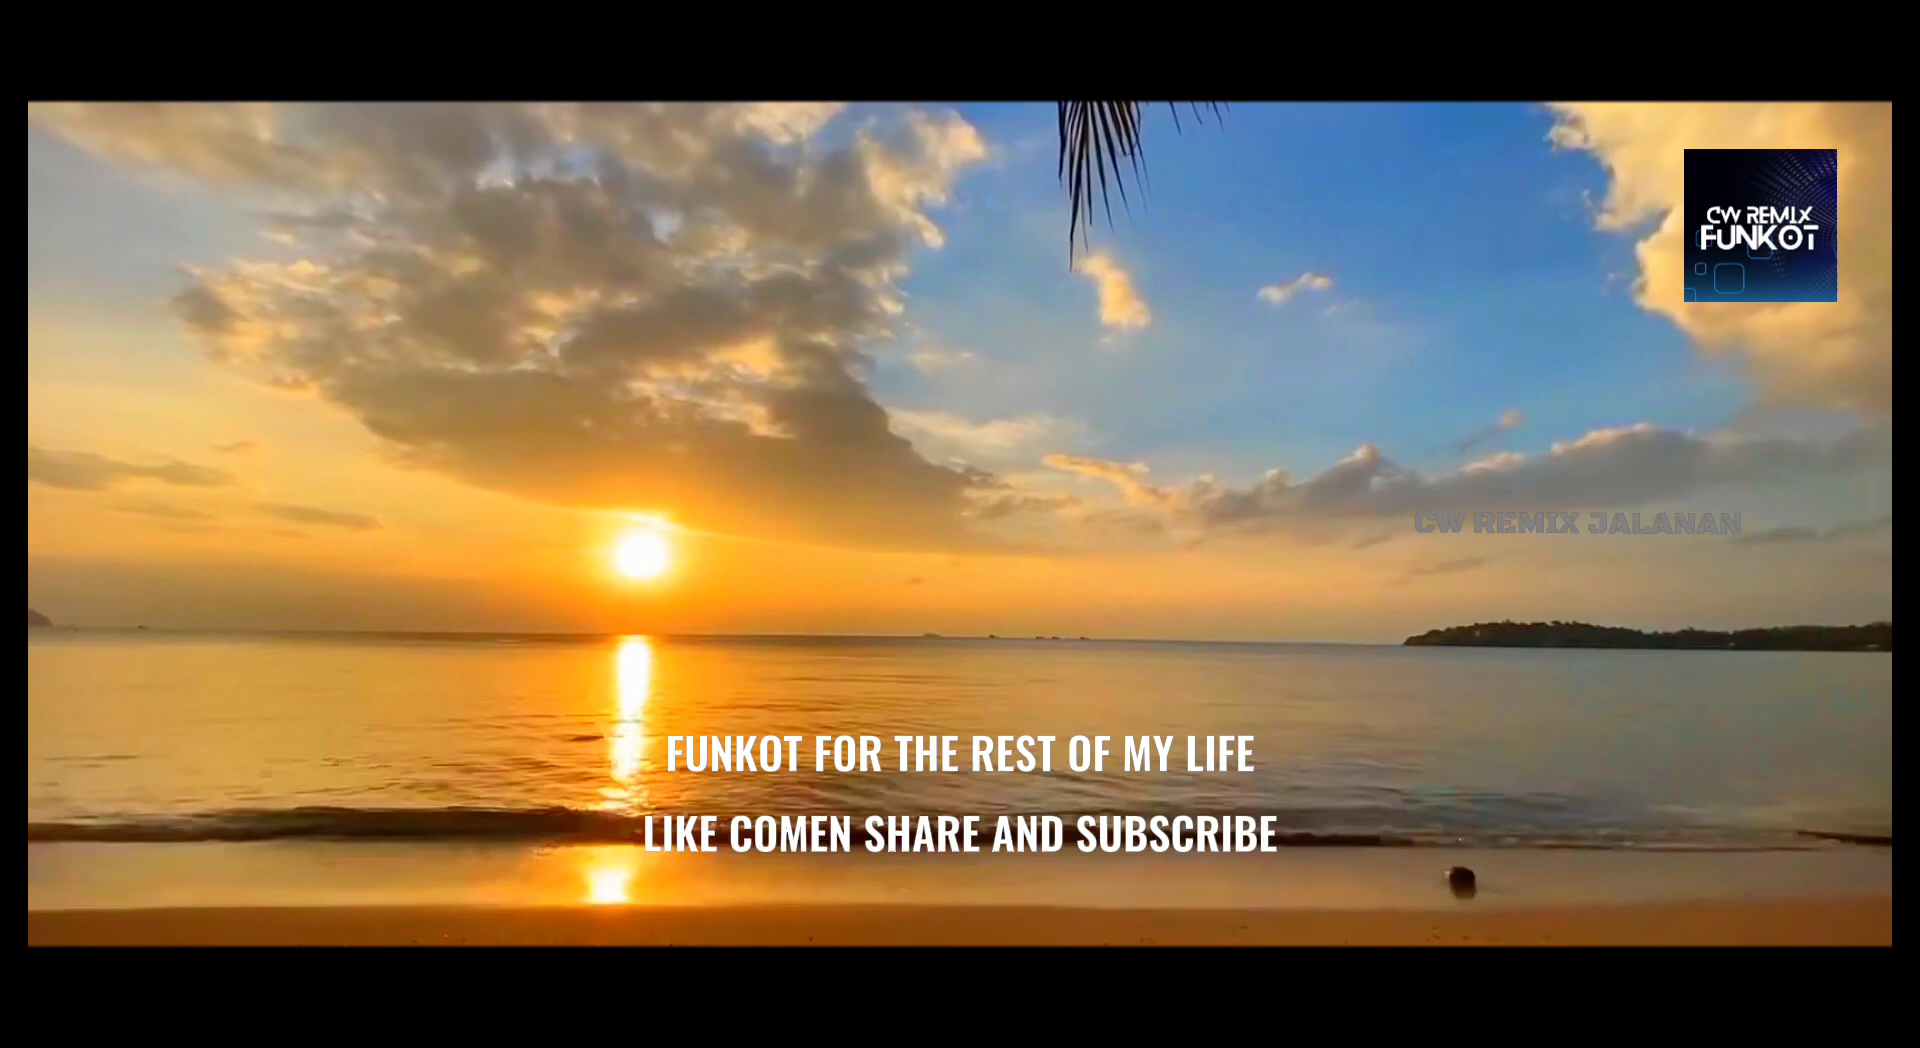 CW REMIX
FUNKOT
CW REMIX JALANAN
FUNKOT FOR THE REST OF MY LIFE
LIKE COMEN SHARE AND SUBSCRIBE